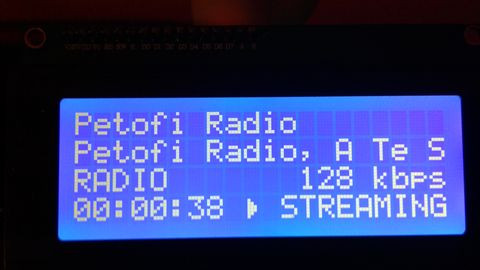 Petofi Radio
Petofi Radio, A Te S
RADIO 128 kbps
00:00:38 ▶ STREAMING